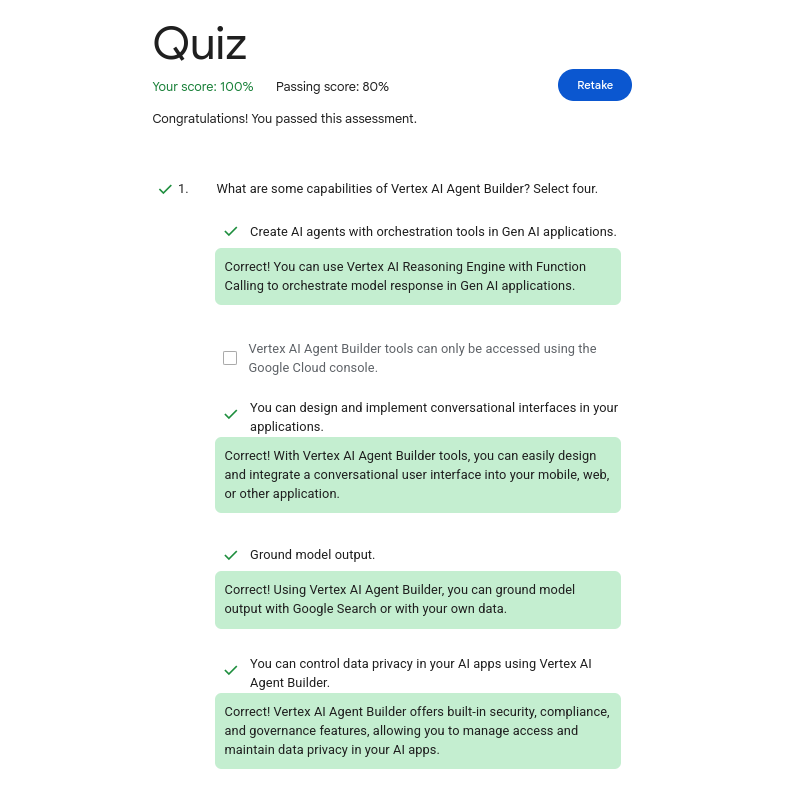 Quiz
Your score: 100% Passing score: 80%
Retake
Congratulations! You passed this assessment.
1. What are some capabilities of Vertex AI Agent Builder? Select four.
Create AI agents with orchestration tools in Gen AI applications.
Correct! You can use Vertex AI Reasoning Engine with Function
Calling to orchestrate model response in Gen AI applications.
Vertex AI Agent Builder tools can only be accessed using the
Google Cloud console.
You can design and implement conversational interfaces in your
applications.
Correct! With Vertex AI Agent Builder tools, you can easily design
and integrate a conversational user interface into your mobile, web,
or other application.
Ground model output.
Correct! Using Vertex AI Agent Builder, you can ground model
output with Google Search or with your own data.
You can control data privacy in your AI apps using Vertex AI
Agent Builder.
Correct! Vertex AI Agent Builder offers built-in security, compliance,
and governance features, allowing you to manage access and
maintain data privacy in your AI apps.